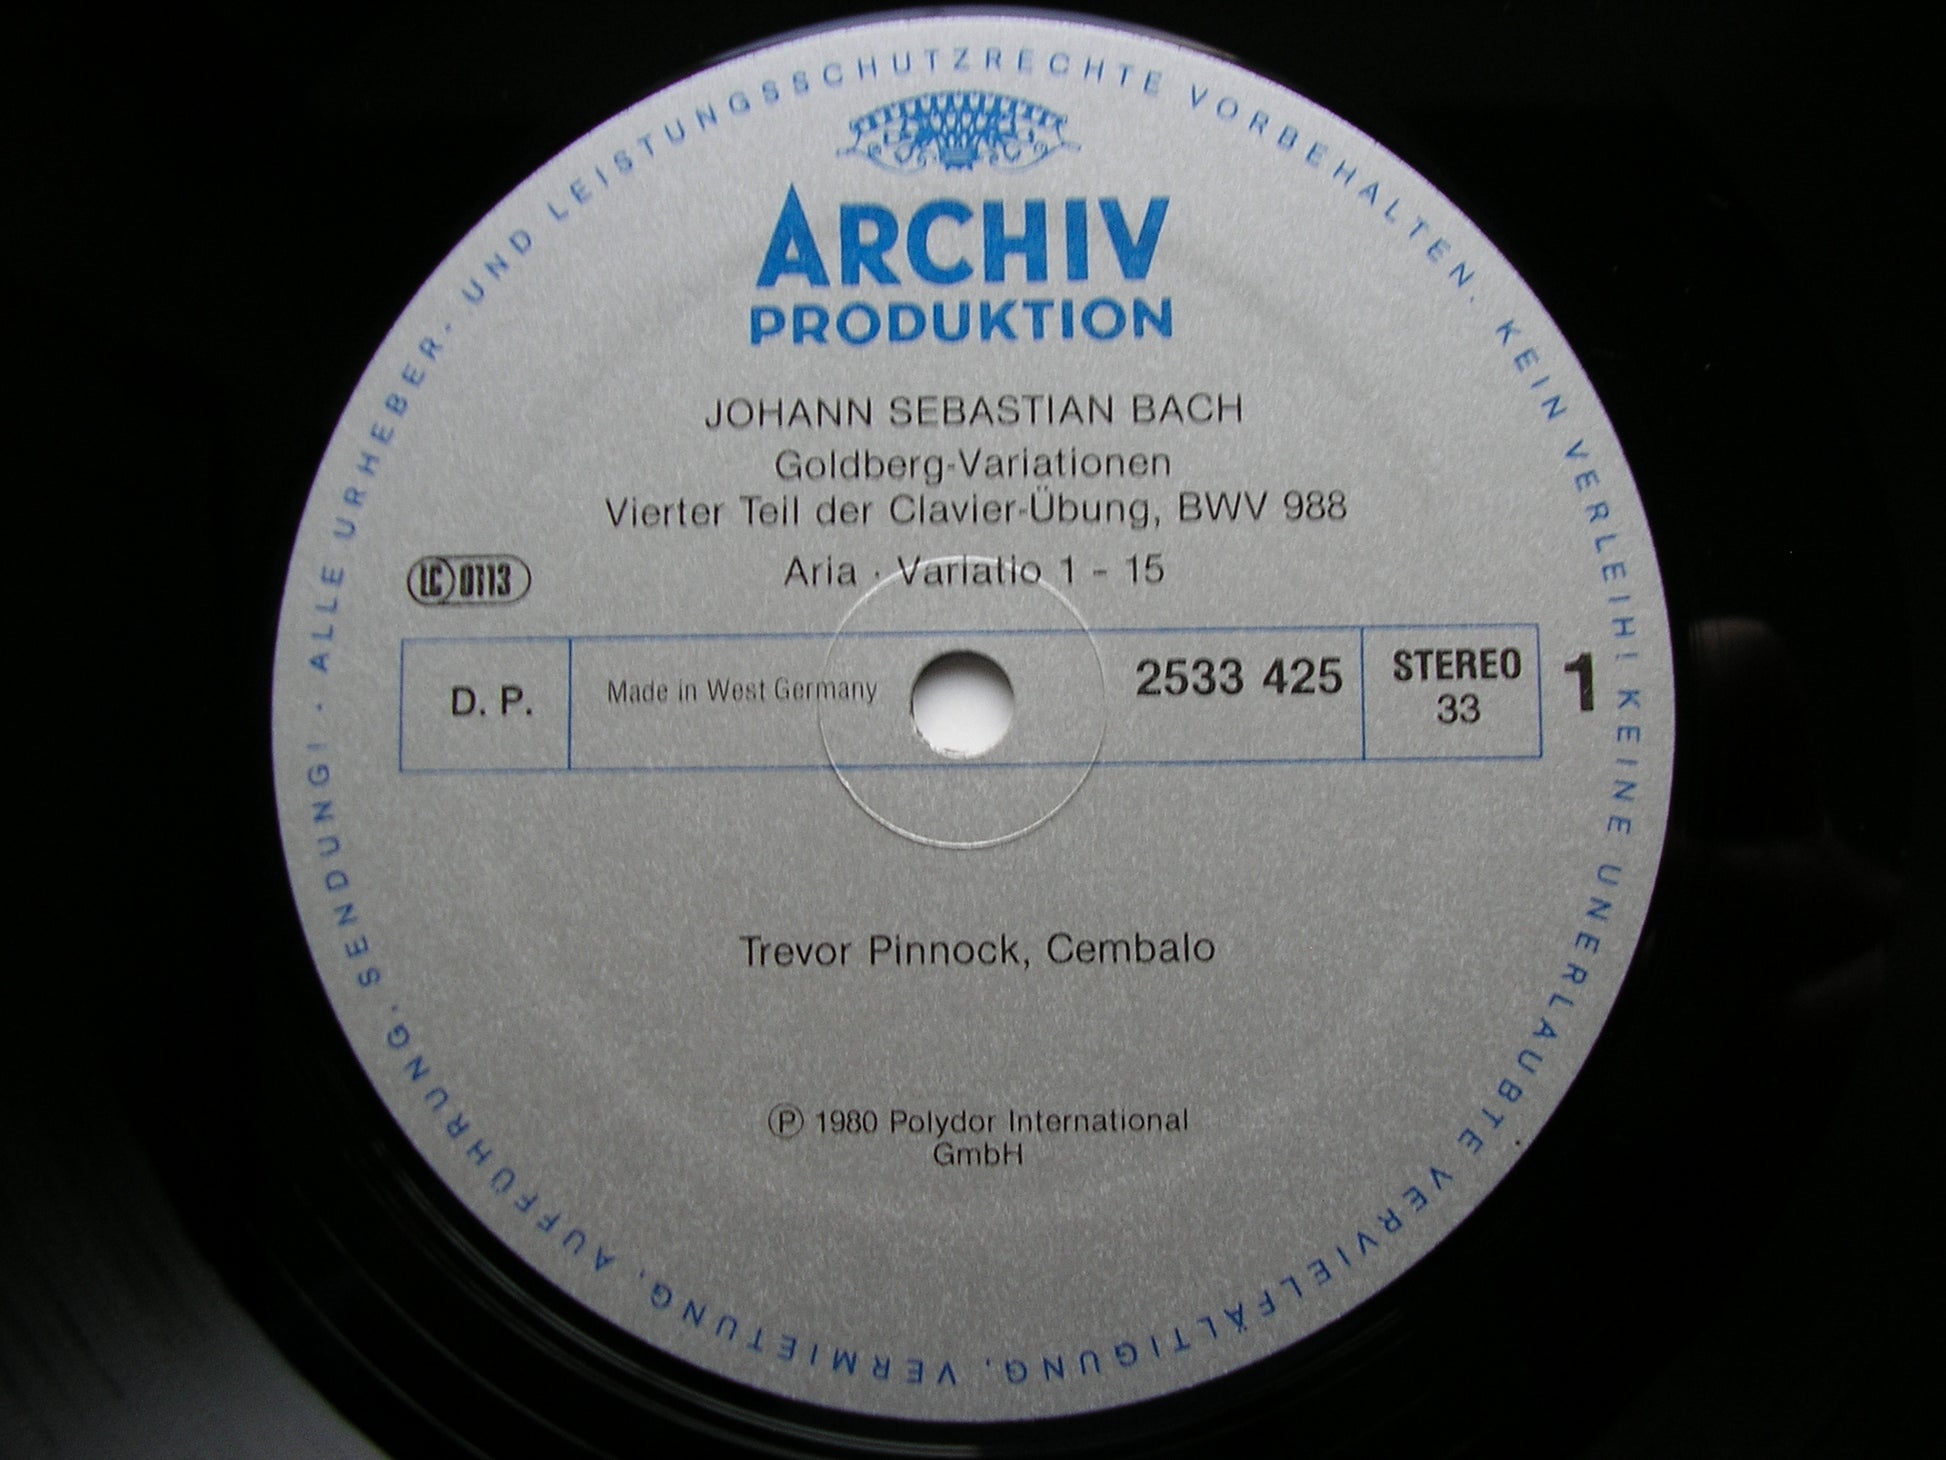 ALLE URHEBER- UND LEISTUNGSSCHUTZRECHTE VORBEHALTEN. KEIN VERLEIH! KEINE UNERLAUBTE VERVIELFÄLTIGUNG, VERMIETUNG, AUFFÜHRUNG, SENDUNG! ·
ARCHIV
PRODUKTION
JOHANN SEBASTIAN BACH
Goldberg-Variationen
Vierter Teil der Clavier-Übung, BWV 988
Aria · Variatio 1 - 15
LC 0113
D. P.
Made in West Germany
2533 425
STEREO
33
1
Trevor Pinnock, Cembalo
Ⓟ 1980 Polydor International
GmbH